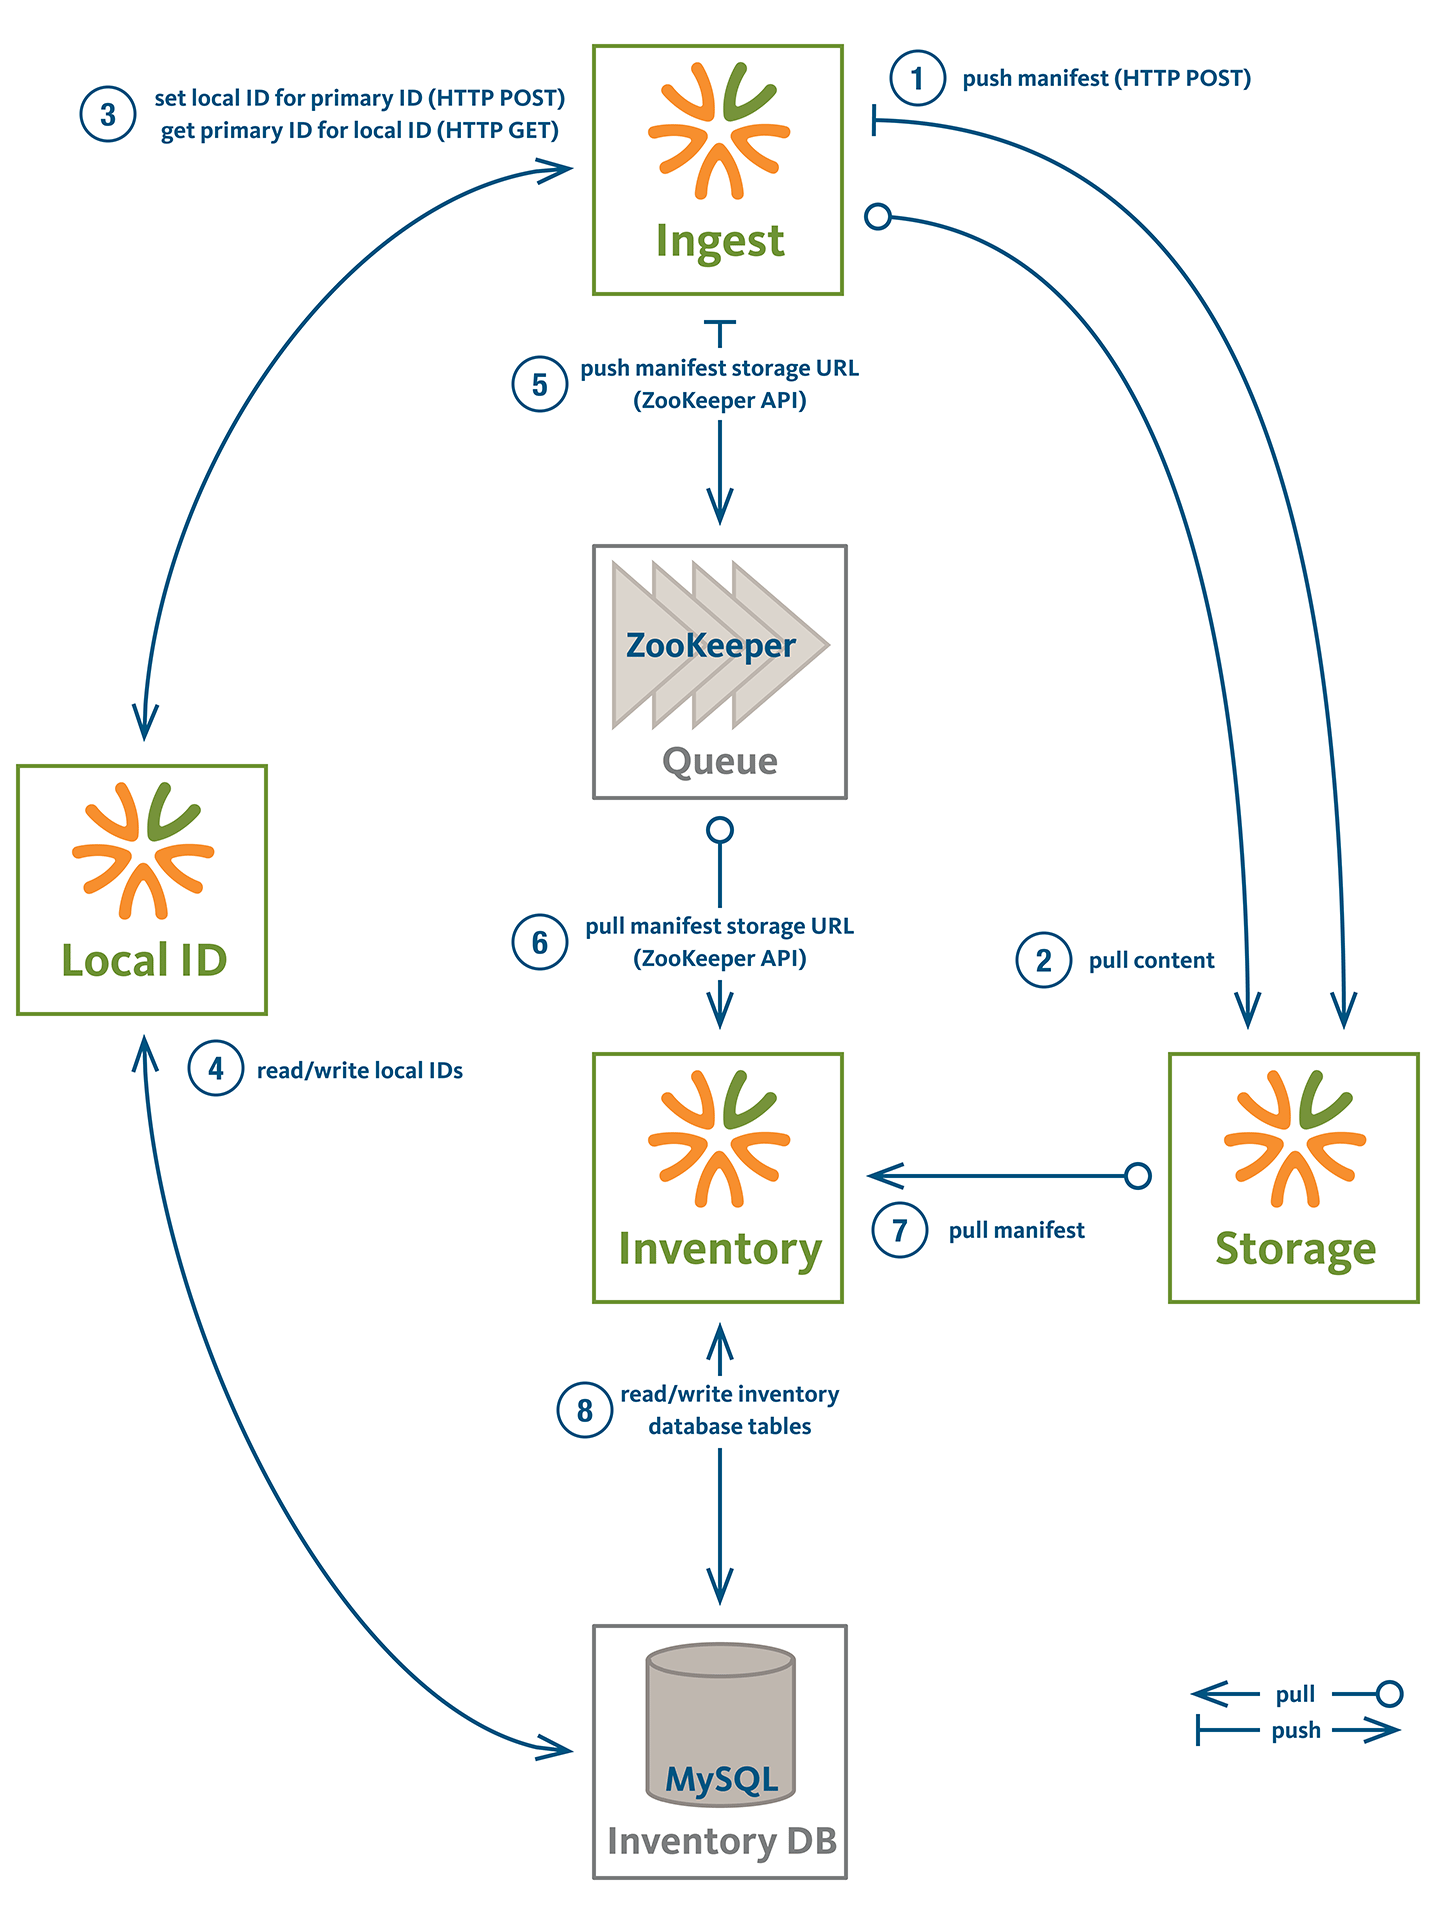 1
push manifest (HTTP POST)
3
set local ID for primary ID (HTTP POST)
get primary ID for local ID (HTTP GET)
Ingest
5
push manifest storage URL
(ZooKeeper API)
ZooKeeper
Queue
Local ID
6
pull manifest storage URL
(ZooKeeper API)
2
pull content
4
read/write local IDs
Inventory
7
pull manifest
Storage
8
read/write inventory
database tables
MySQL
Inventory DB
pull
push